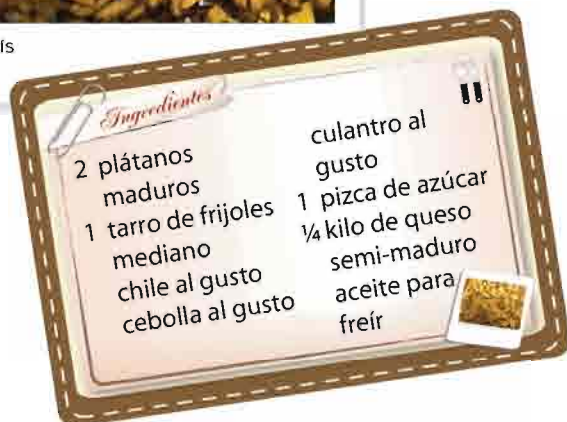 ís
Ingredientes
2 plátanos
maduros
1 tarro de frijoles
mediano
chile al gusto
cebolla al gusto
culantro al
gusto
1 pizca de azúcar
¼ kilo de queso
semi-maduro
aceite para
freír